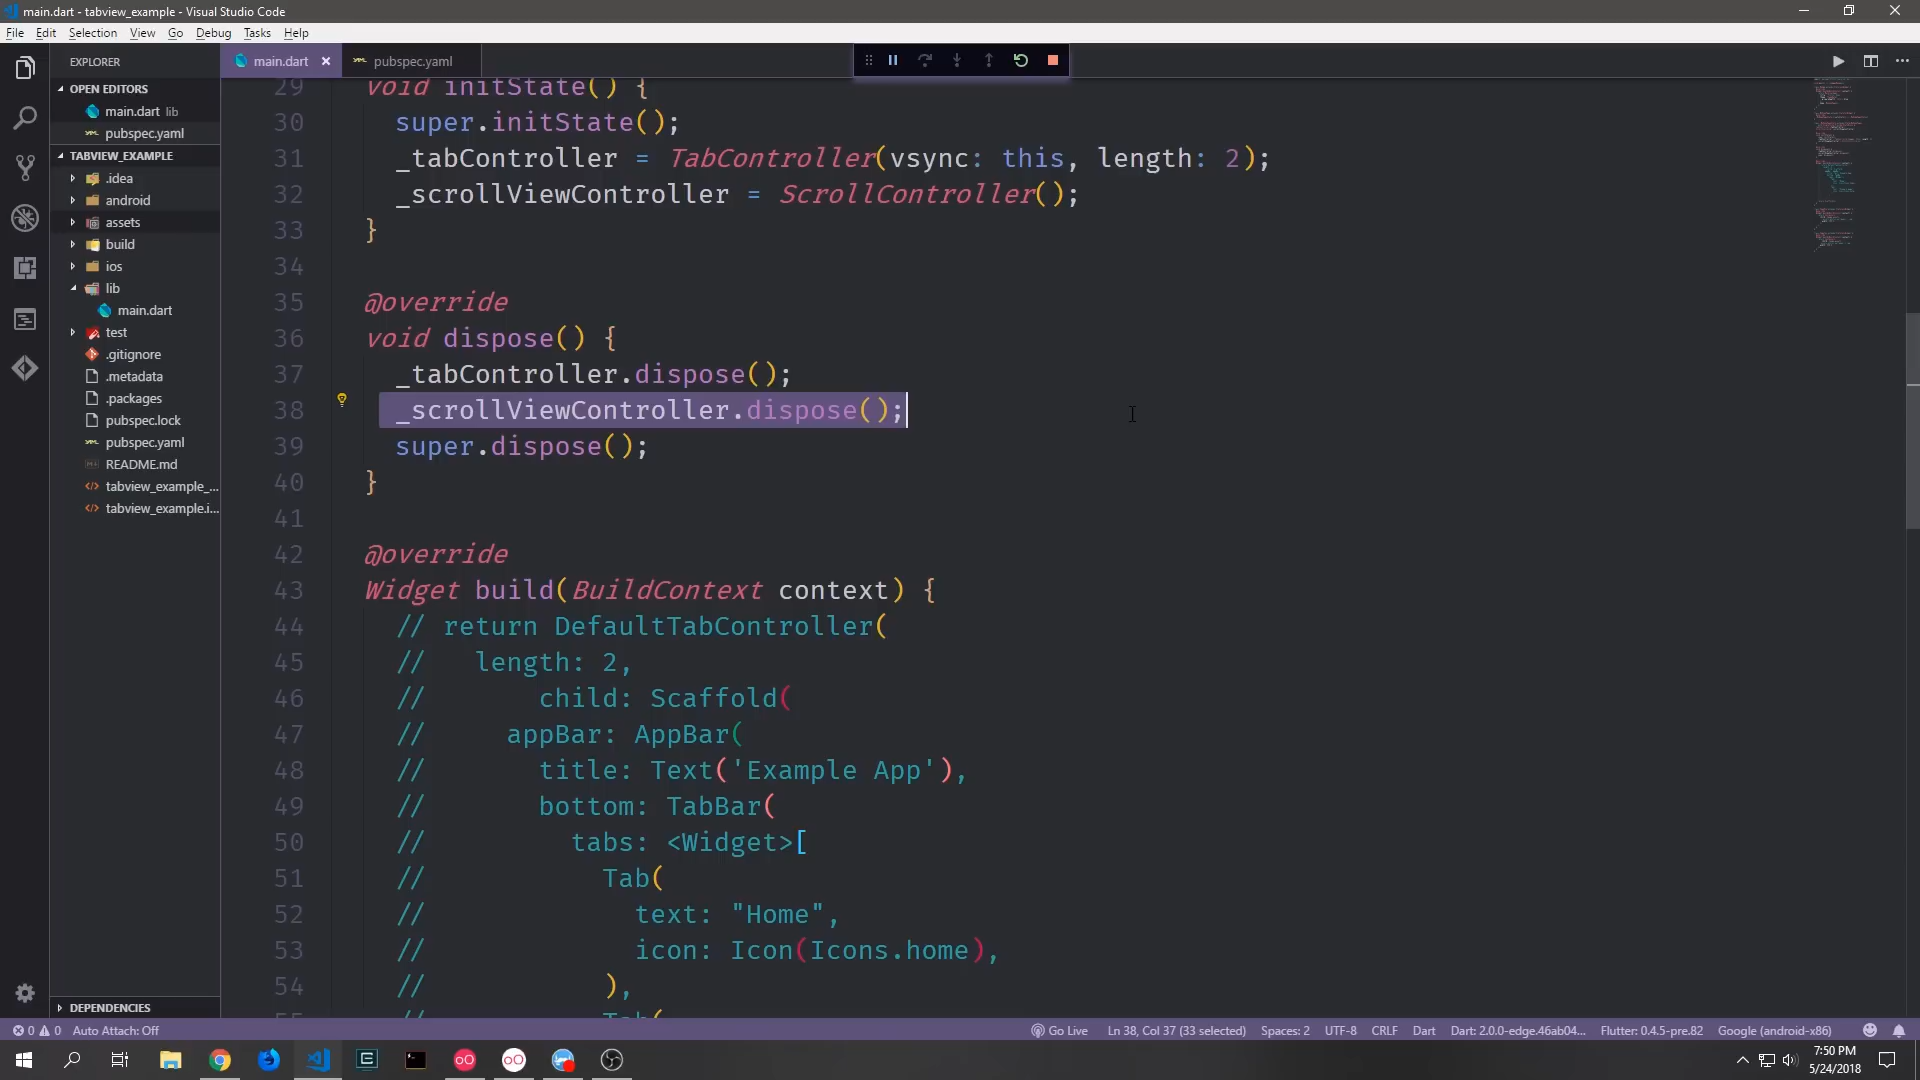 main.dart - tabview_example - Visual Studio Code
File Edit Selection View Go Debug Tasks Help
EXPLORER
OPEN EDITORS
main.dart lib
pubspec.yaml
TABVIEW_EXAMPLE
.idea
android
assets
build
ios
lib
main.dart
test
.gitignore
.metadata
.packages
pubspec.lock
pubspec.yaml
README.md
tabview_example_...
tabview_example.i...
DEPENDENCIES
main.dart
pubspec.yaml
29 void initState() {
30 super.initState();
31 _tabController = TabController(vsync: this, length: 2);
32 _scrollViewController = ScrollController();
33 }
34
35 @override
36 void dispose() {
37 _tabController.dispose();
38 _scrollViewController.dispose();
39 super.dispose();
40 }
41
42 @override
43 Widget build(BuildContext context) {
44 // return DefaultTabController(
45 // length: 2,
46 // child: Scaffold(
47 // appBar: AppBar(
48 // title: Text('Example App'),
49 // bottom: TabBar(
50 // tabs: <Widget>[
51 // Tab(
52 // text: "Home",
53 // icon: Icon(Icons.home),
54 // ),
55 // Tab(
0 0 Auto Attach: Off
Go Live Ln 38, Col 37 (33 selected) Spaces: 2 UTF-8 CRLF Dart Dart: 2.0.0-edge.46ab04... Flutter: 0.4.5-pre.82 Google (android-x86)
7:50 PM
5/24/2018